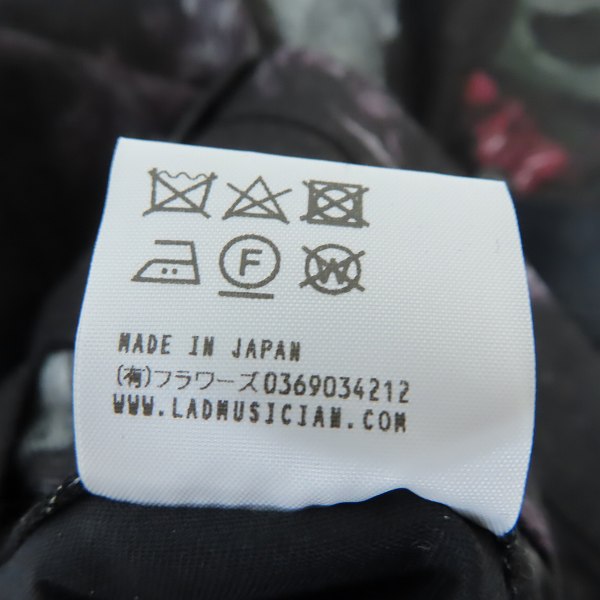 F W
MADE IN JAPAN
(有)フラワーズ0369034212
WWW.LADMUSICIAN.COM